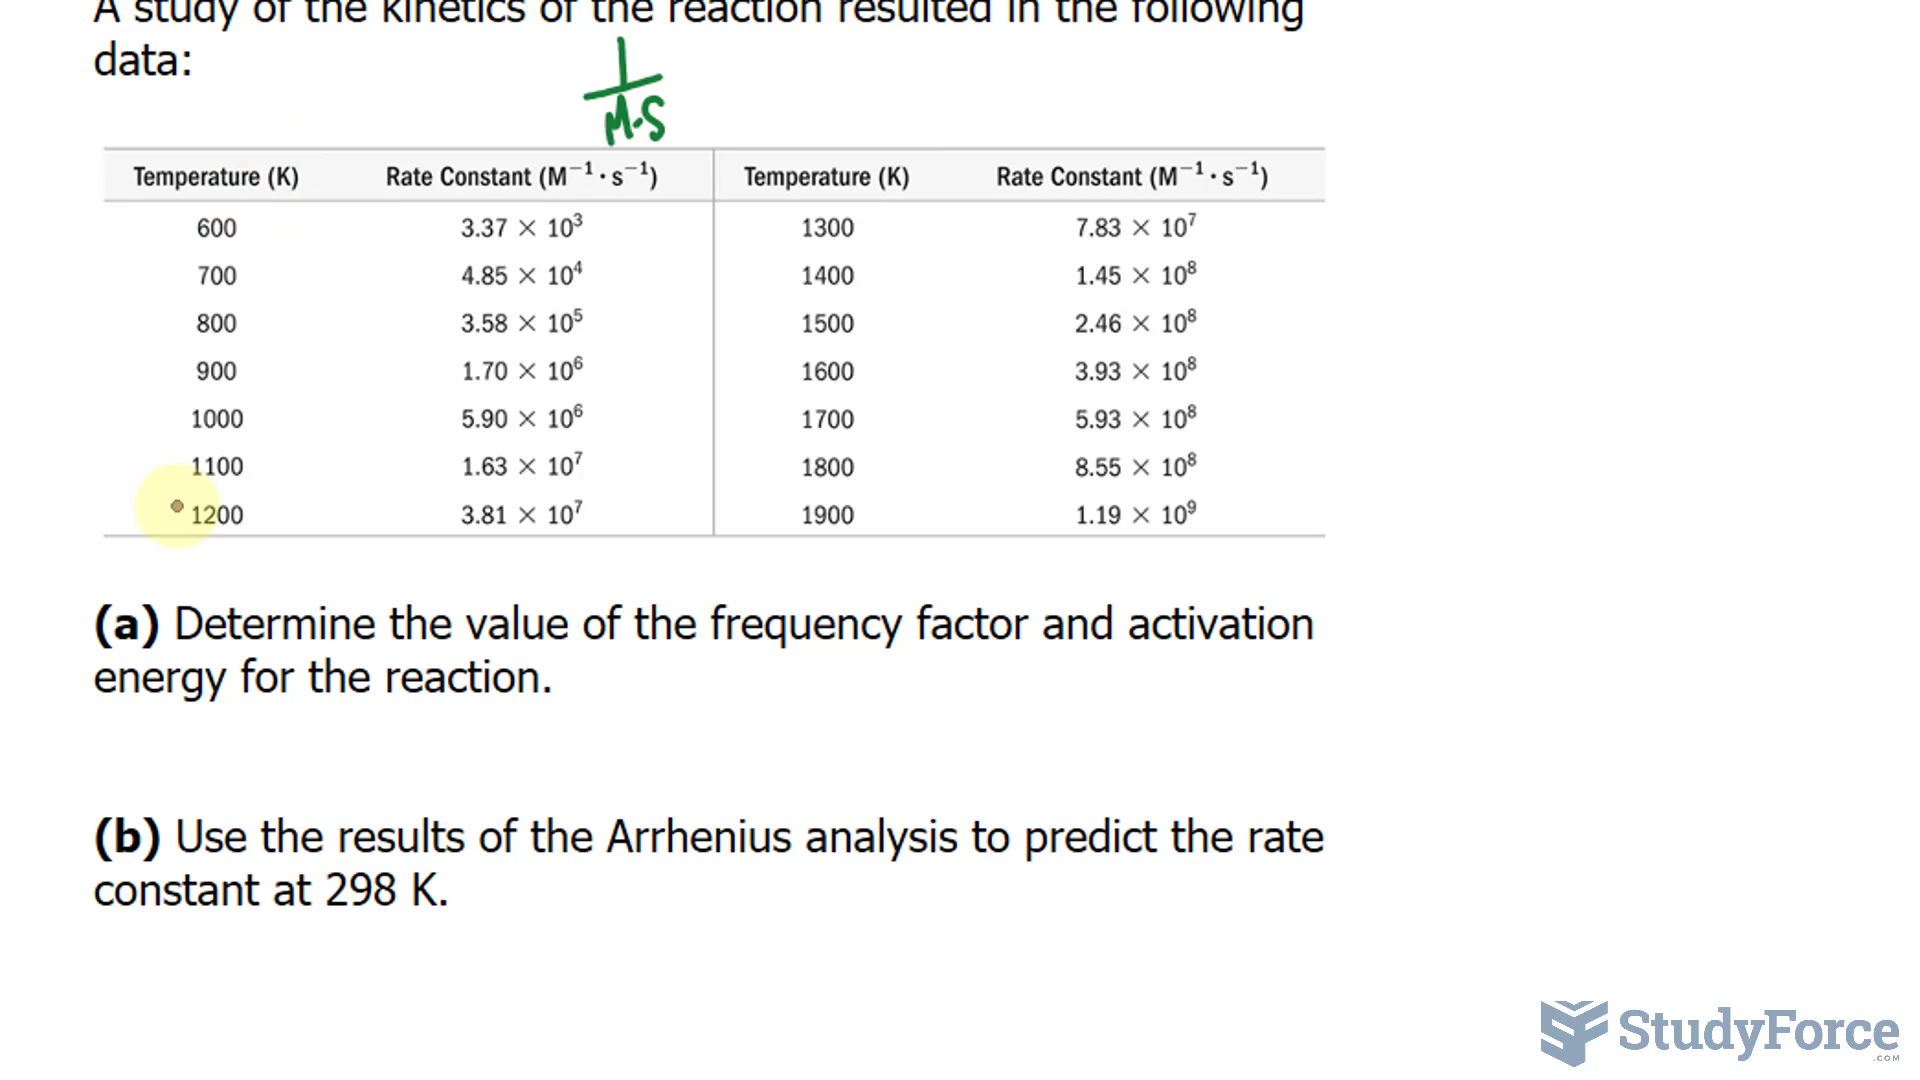 A study of the kinetics of the reaction resulted in the following
data:
1
M·S
Temperature (K) Rate Constant (M⁻¹·s⁻¹) Temperature (K) Rate Constant (M⁻¹·s⁻¹)
600 3.37 × 10³ 1300 7.83 × 10⁷
700 4.85 × 10⁴ 1400 1.45 × 10⁸
800 3.58 × 10⁵ 1500 2.46 × 10⁸
900 1.70 × 10⁶ 1600 3.93 × 10⁸
1000 5.90 × 10⁶ 1700 5.93 × 10⁸
1100 1.63 × 10⁷ 1800 8.55 × 10⁸
1200 3.81 × 10⁷ 1900 1.19 × 10⁹
(a) Determine the value of the frequency factor and activation
energy for the reaction.
(b) Use the results of the Arrhenius analysis to predict the rate
constant at 298 K.
StudyForce
.COM